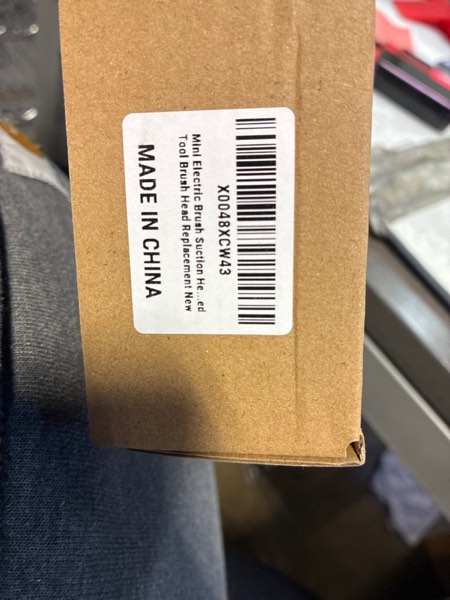 X0048XCW43
Mini Electric Brush Suction He...ed
Tool Brush Head Replacement New
MADE IN CHINA